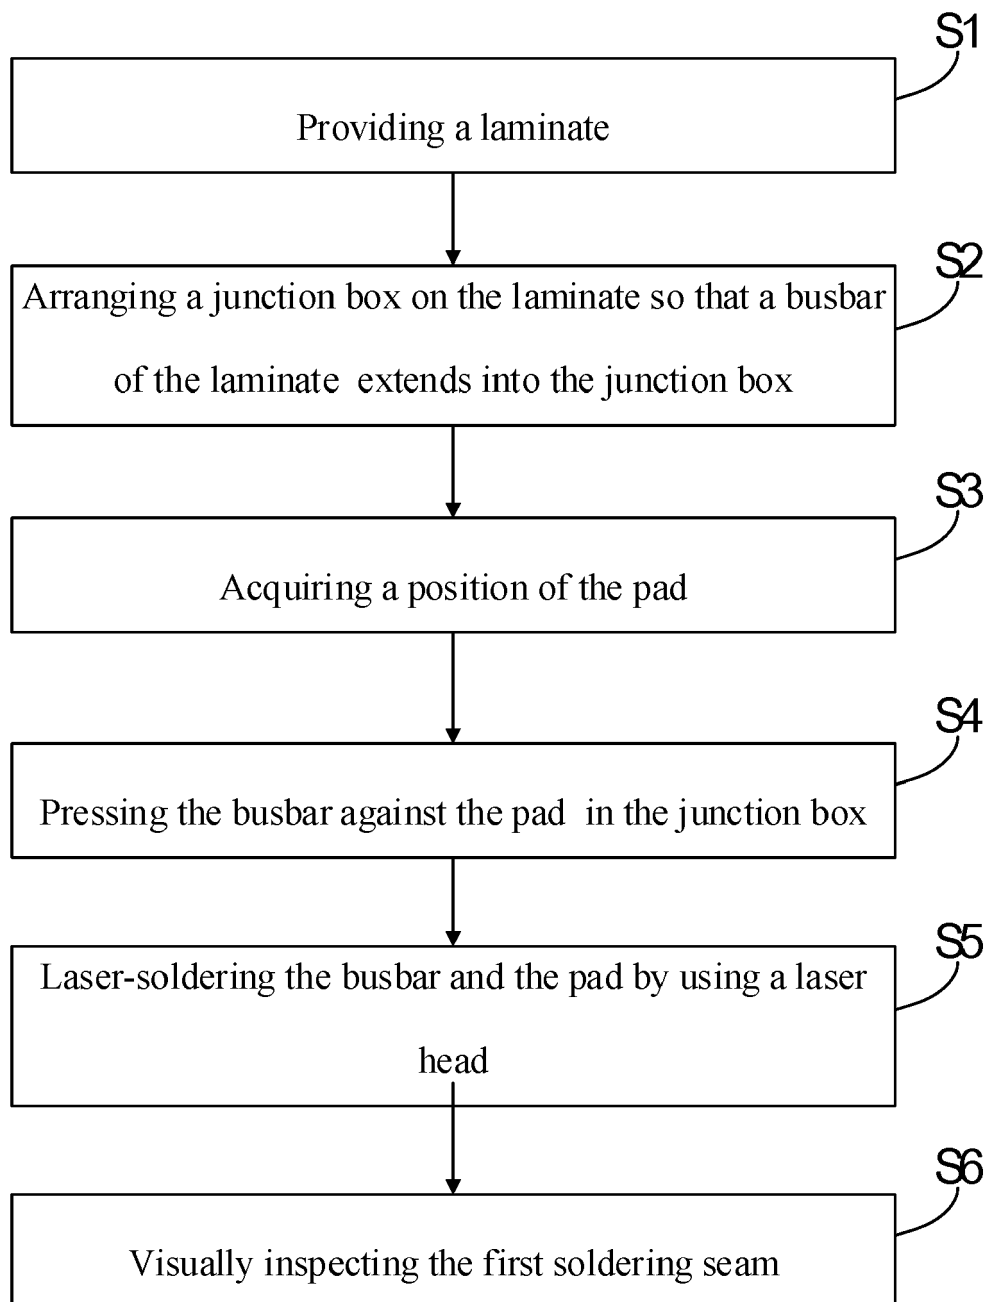 S1
Providing a laminate
S2
Arranging a junction box on the laminate so that a busbar
of the laminate extends into the junction box
S3
Acquiring a position of the pad
S4
Pressing the busbar against the pad in the junction box
S5
Laser-soldering the busbar and the pad by using a laser
head
S6
Visually inspecting the first soldering seam